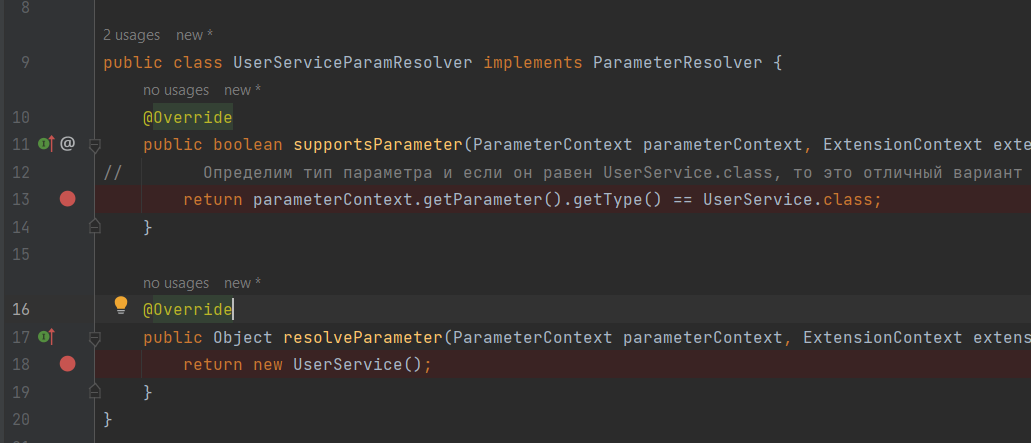 8
2 usages new *
9 public class UserServiceParamResolver implements ParameterResolver {
no usages new *
10 @Override
11 @ public boolean supportsParameter(ParameterContext parameterContext, ExtensionContext exte
12 // Определим тип параметра и если он равен UserService.class, то это отличный вариант
13 return parameterContext.getParameter().getType() == UserService.class;
14 }
15
no usages new *
16 @Override
17 public Object resolveParameter(ParameterContext parameterContext, ExtensionContext extens
18 return new UserService();
19 }
20 }